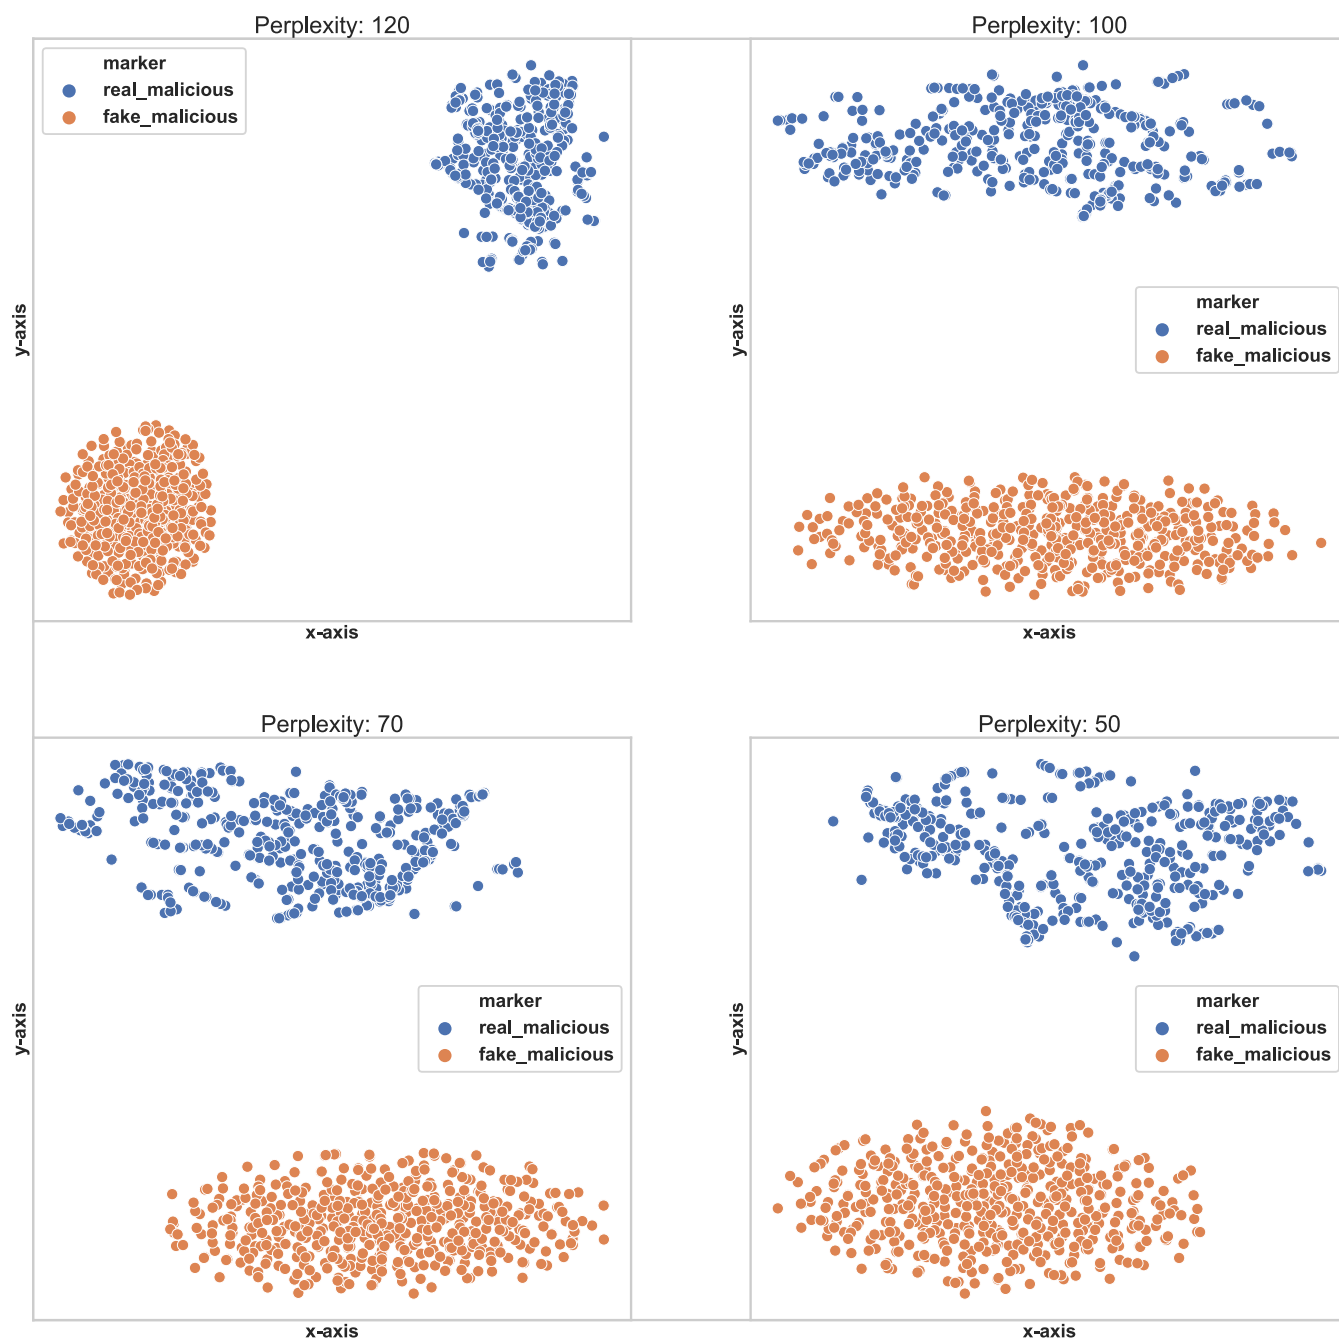 Perplexity: 120
marker
real_malicious
fake_malicious
y-axis
x-axis
Perplexity: 100
marker
real_malicious
fake_malicious
y-axis
x-axis
Perplexity: 70
marker
real_malicious
fake_malicious
y-axis
x-axis
Perplexity: 50
marker
real_malicious
fake_malicious
y-axis
x-axis